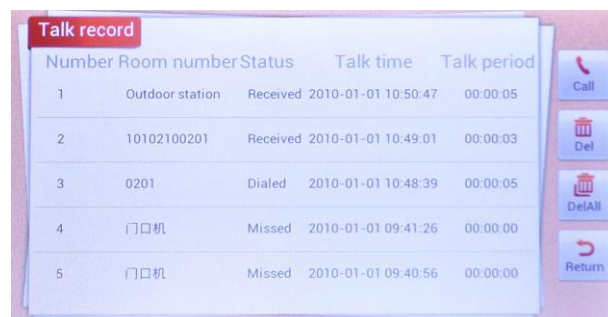 Talk record
Number Room number Status Talk time Talk period
1 Outdoor station Received 2010-01-01 10:50:47 00:00:05
2 10102100201 Received 2010-01-01 10:49:01 00:00:03
3 0201 Dialed 2010-01-01 10:48:39 00:00:05
4 门口机 Missed 2010-01-01 09:41:26 00:00:00
5 门口机 Missed 2010-01-01 09:40:56 00:00:00
Call
Del
DelAll
Return